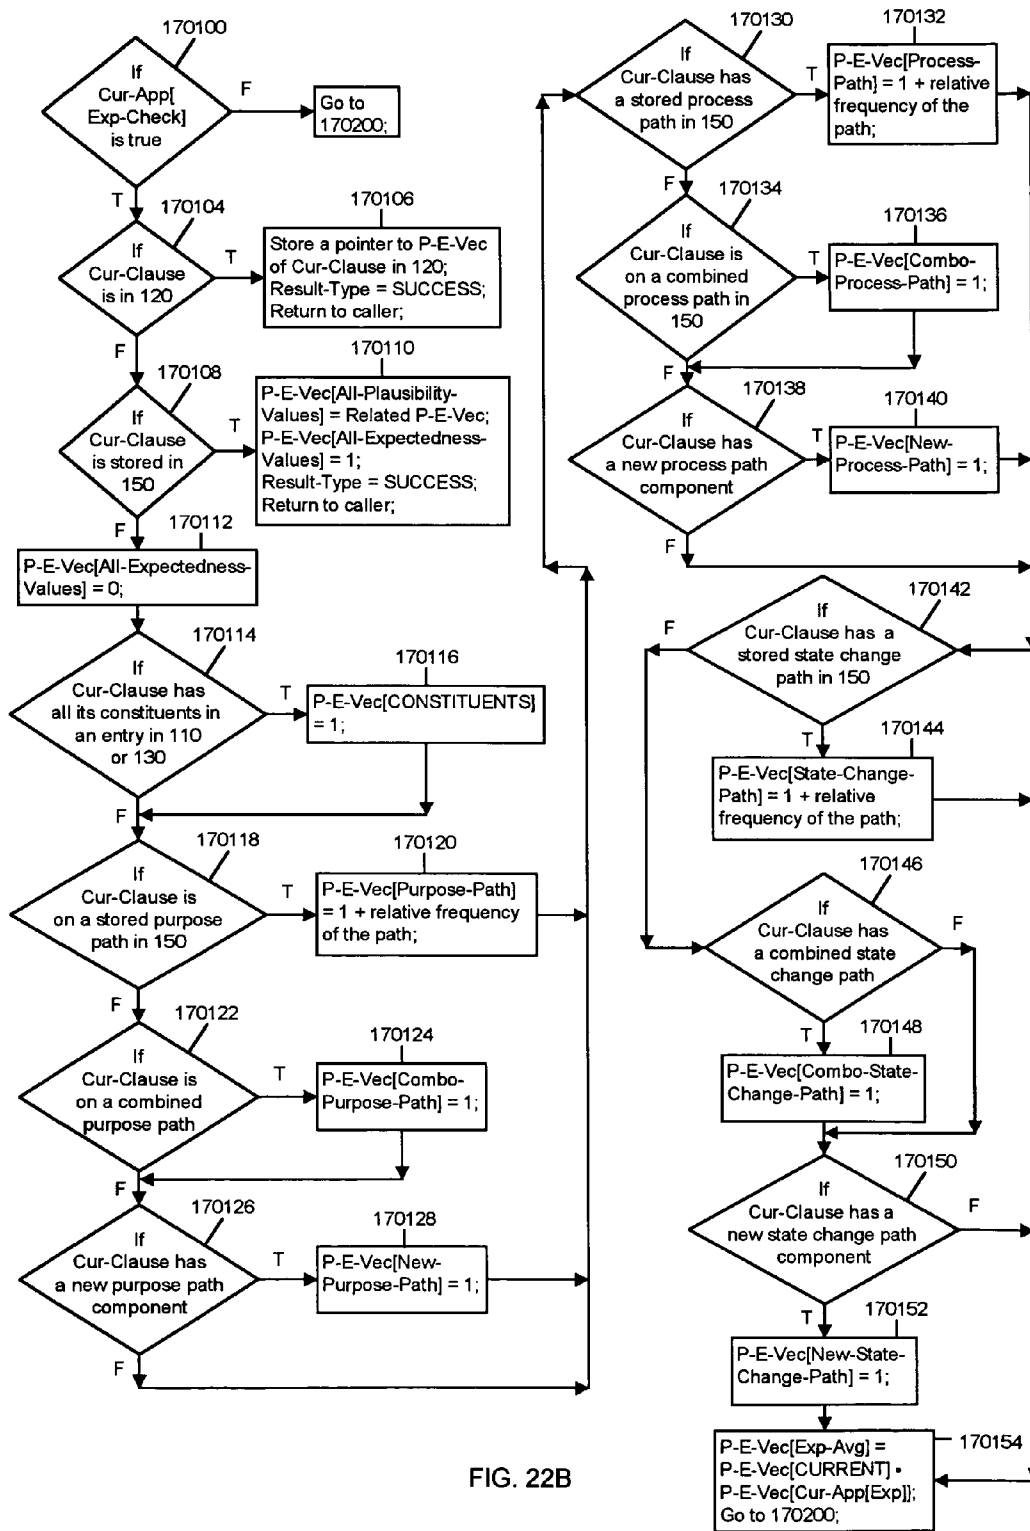 170100
If
Cur-App[
Exp-Check]
is true
F
Go to
170200;
T
170104
If
Cur-Clause
is in 120
T
170106
Store a pointer to P-E-Vec
of Cur-Clause in 120;
Result-Type = SUCCESS;
Return to caller;
F
170108
If
Cur-Clause
is stored in
150
T
170110
P-E-Vec[All-Plausibility-
Values] = Related P-E-Vec;
P-E-Vec[All-Expectedness-
Values] = 1;
Result-Type = SUCCESS;
Return to caller;
F
170112
P-E-Vec[All-Expectedness-
Values] = 0;
170114
If
Cur-Clause has
all its constituents in
an entry in 110
or 130
T
170116
P-E-Vec[CONSTITUENTS]
= 1;
F
170118
If
Cur-Clause is
on a stored purpose
path in 150
T
170120
P-E-Vec[Purpose-Path]
= 1 + relative frequency
of the path;
F
170122
If
Cur-Clause is
on a combined
purpose path
T
170124
P-E-Vec[Combo-
Purpose-Path] = 1;
F
170126
If
Cur-Clause has
a new purpose path
component
T
170128
P-E-Vec[New-
Purpose-Path] = 1;
F
170130
If
Cur-Clause has
a stored process
path in 150
T
170132
P-E-Vec[Process-
Path] = 1 + relative
frequency of the
path;
F
170134
If
Cur-Clause is
on a combined
process path in
150
T
170136
P-E-Vec[Combo-
Process-Path] = 1;
F
170138
If
Cur-Clause has
a new process path
component
T
170140
P-E-Vec[New-
Process-Path] = 1;
F
170142
If
Cur-Clause has a
stored state change
path in 150
F
T
170144
P-E-Vec[State-Change-
Path] = 1 + relative
frequency of the path;
170146
If
Cur-Clause has
a combined state
change path
F
T
170148
P-E-Vec[Combo-State-
Change-Path] = 1;
170150
If
Cur-Clause has a
new state change path
component
F
T
170152
P-E-Vec[New-State-
Change-Path] = 1;
170154
P-E-Vec[Exp-Avg] =
P-E-Vec[CURRENT] •
P-E-Vec[Cur-App[Exp]];
Go to 170200;
FIG. 22B